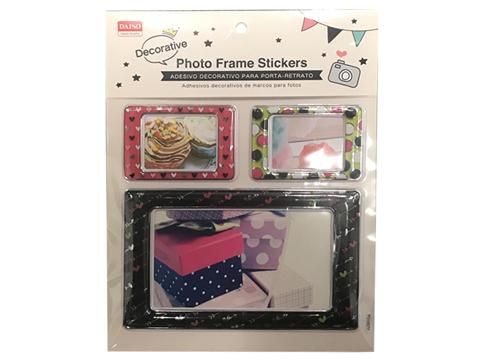 DAISO
Decorative
Photo Frame Stickers
ADESIVO DECORATIVO PARA PORTA-RETRATO
Adhesivos decorativos de marcos para fotos